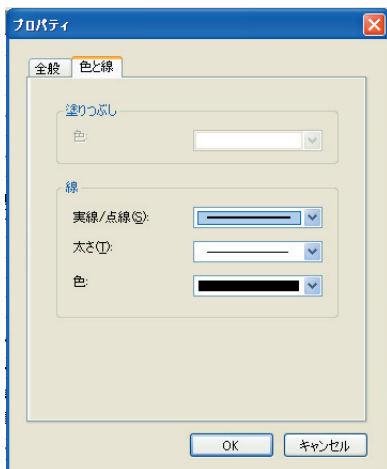 プロパティ
全般
色と線
塗りつぶし
色:
線
実線/点線(S):
太さ(T):
色:
OK
キャンセル